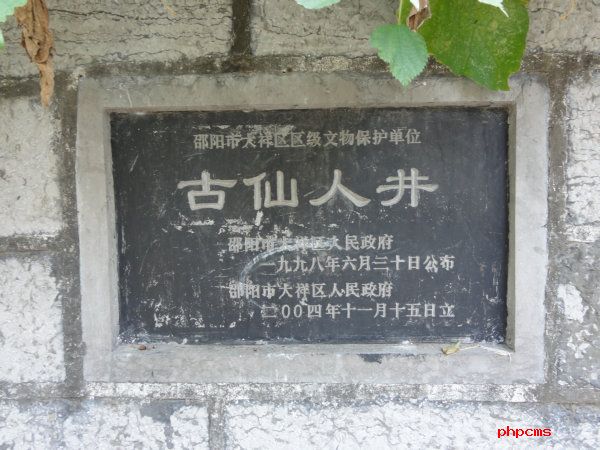 邵阳市大祥区区级文物保护单位
古仙人井
邵阳市大祥区人民政府
一九九八年六月三十日公布
邵阳市大祥区人民政府
二〇〇四年十一月十五日立
phpcms